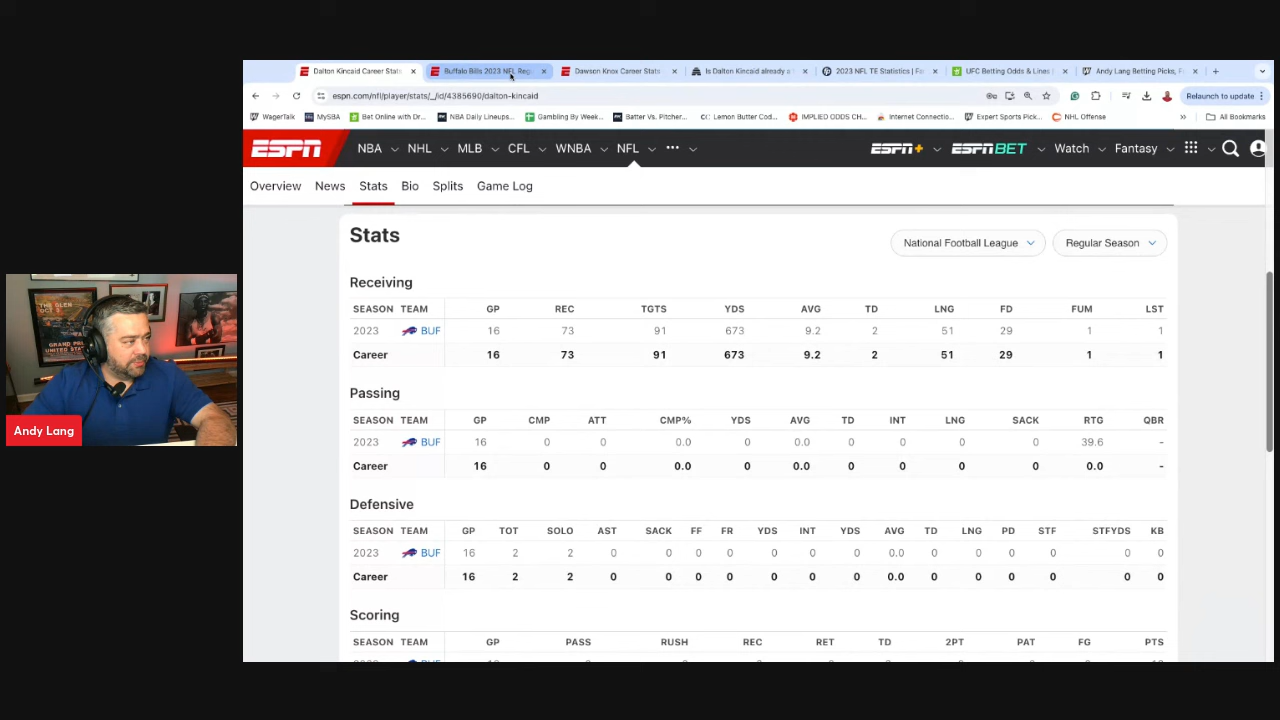 Dalton Kincaid Career Stats
Buffalo Bills 2023 NFL Reg
Dawson Knox Career Stats
Is Dalton Kincaid already a
2023 NFL TE Statistics | Fa
UFC Betting Odds & Lines |
Andy Lang Betting Picks, F
espn.com/nfl/player/stats/_/id/4385690/dalton-kincaid
Relaunch to update
WagerTalk MySBA Bet Online with Dr... NBA Daily Lineups... Gambling By Week... Batter Vs. Pitcher... Lemon Butter Cod... IMPLIED ODDS CH... Internet Connectio... Expert Sports Pick... NHL Offense » All Bookmarks
ESPN NBA NHL MLB CFL WNBA NFL ••• ESPN+ ESPN BET Watch Fantasy
Overview News Stats Bio Splits Game Log
Stats
National Football League Regular Season
Receiving
SEASON TEAM GP REC TGTS YDS AVG TD LNG FD FUM LST
2023 BUF 16 73 91 673 9.2 2 51 29 1 1
Career 16 73 91 673 9.2 2 51 29 1 1
Passing
SEASON TEAM GP CMP ATT CMP% YDS AVG TD INT LNG SACK RTG QBR
2023 BUF 16 0 0 0.0 0 0.0 0 0 0 0 39.6 -
Career 16 0 0 0.0 0 0.0 0 0 0 0 0.0 -
Defensive
SEASON TEAM GP TOT SOLO AST SACK FF FR YDS INT YDS AVG TD LNG PD STF STFYDS KB
2023 BUF 16 2 2 0 0 0 0 0 0 0 0.0 0 0 0 0 0 0
Career 16 2 2 0 0 0 0 0 0 0 0.0 0 0 0 0 0 0
Scoring
SEASON TEAM GP PASS RUSH REC RET TD 2PT PAT FG PTS
THE GLEN
OCT 3
GRAND PRIX
UNITED STATES
Andy Lang